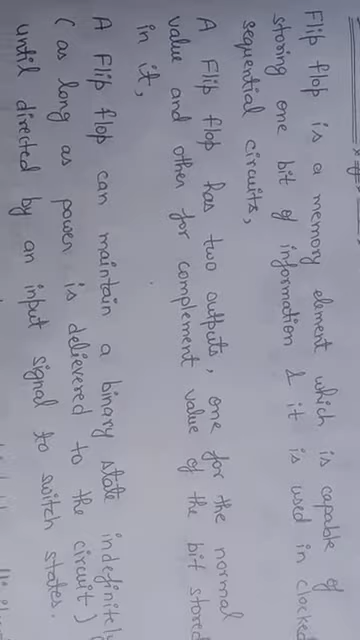 Flip flop is a memory element which is capable of
storing one bit of information & it is used in clocked
sequential circuits,
A Flip flop has two outputs, one for the normal
value and other for complement value of the bit stored
in it,
A Flip flop can maintain a binary state indefinitely
(as long as power is delievered to the circuit)
until directed by an input signal to switch states.